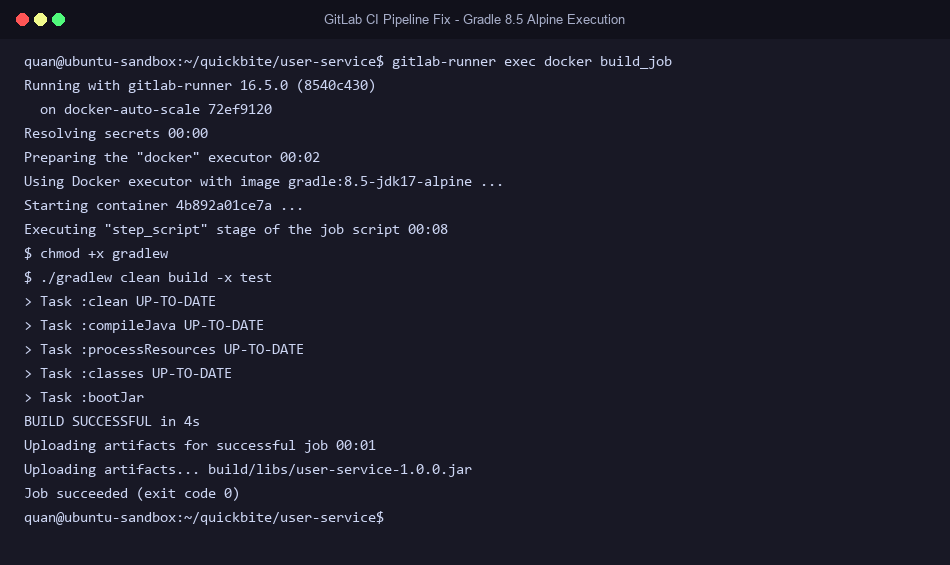 GitLab CI Pipeline Fix - Gradle 8.5 Alpine Execution
quan@ubuntu-sandbox:~/quickbite/user-service$ gitlab-runner exec docker build_job
Running with gitlab-runner 16.5.0 (8540c430)
  on docker-auto-scale 72ef9120
Resolving secrets 00:00
Preparing the "docker" executor 00:02
Using Docker executor with image gradle:8.5-jdk17-alpine ...
Starting container 4b892a01ce7a ...
Executing "step_script" stage of the job script 00:08
$ chmod +x gradlew
$ ./gradlew clean build -x test
> Task :clean UP-TO-DATE
> Task :compileJava UP-TO-DATE
> Task :processResources UP-TO-DATE
> Task :classes UP-TO-DATE
> Task :bootJar
BUILD SUCCESSFUL in 4s
Uploading artifacts for successful job 00:01
Uploading artifacts... build/libs/user-service-1.0.0.jar
Job succeeded (exit code 0)
quan@ubuntu-sandbox:~/quickbite/user-service$